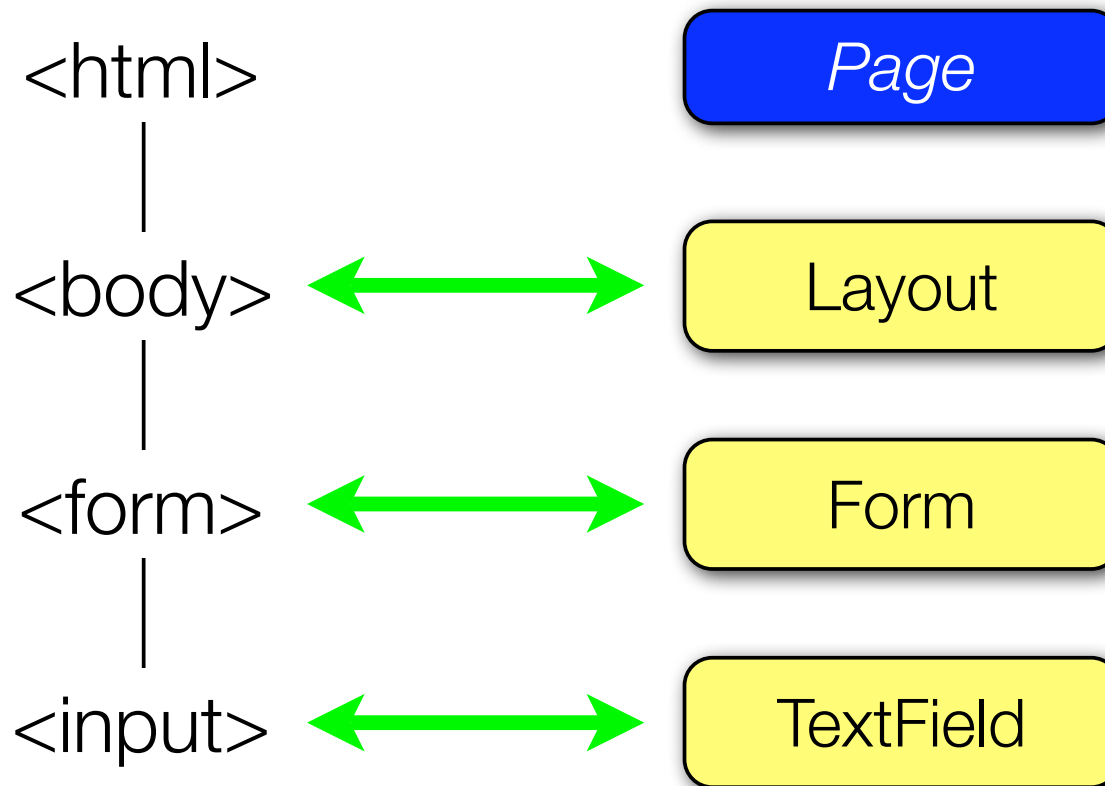 <html>
Page
<body>
Layout
<form>
Form
<input>
TextField